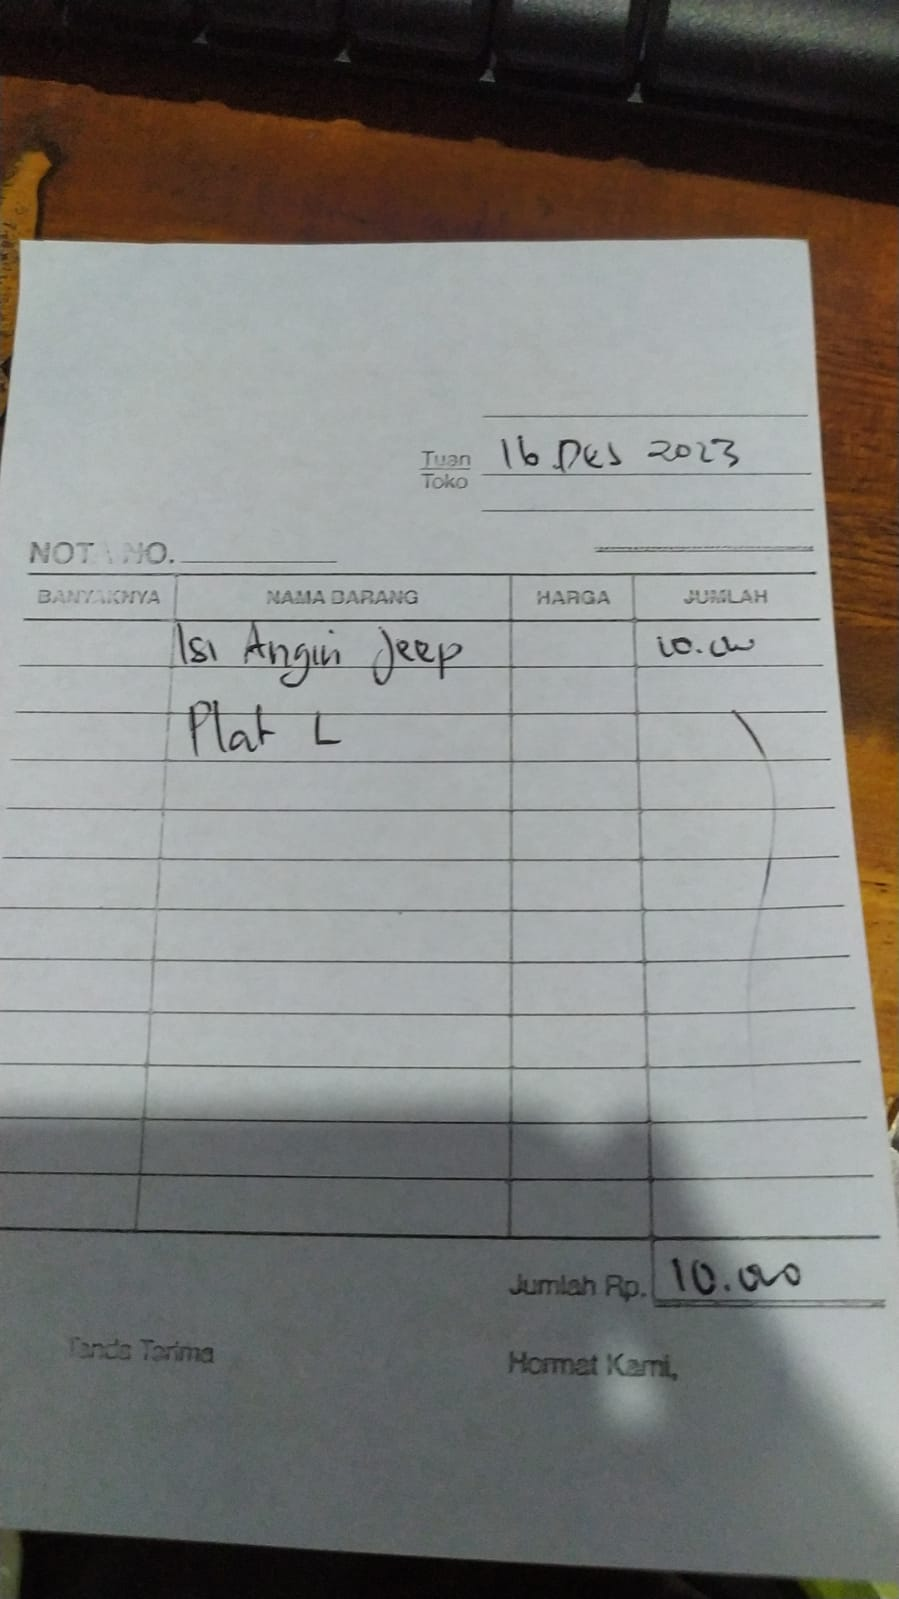 Tuan 16 Des 2023
Toko
NOTA NO.
BANYAKNYA NAMA BARANG HARGA JUMLAH
Isi Angin Jeep 10.000
Plat L
Jumlah Rp. 10.000
Tanda Terima Hormat Kami,